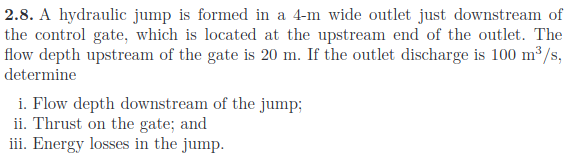 2.8. A hydraulic jump is formed in a 4-m wide outlet just downstream of
the control gate, which is located at the upstream end of the outlet. The
flow depth upstream of the gate is 20 m. If the outlet discharge is 100 m³/s,
determine
i. Flow depth downstream of the jump;
ii. Thrust on the gate; and
iii. Energy losses in the jump.